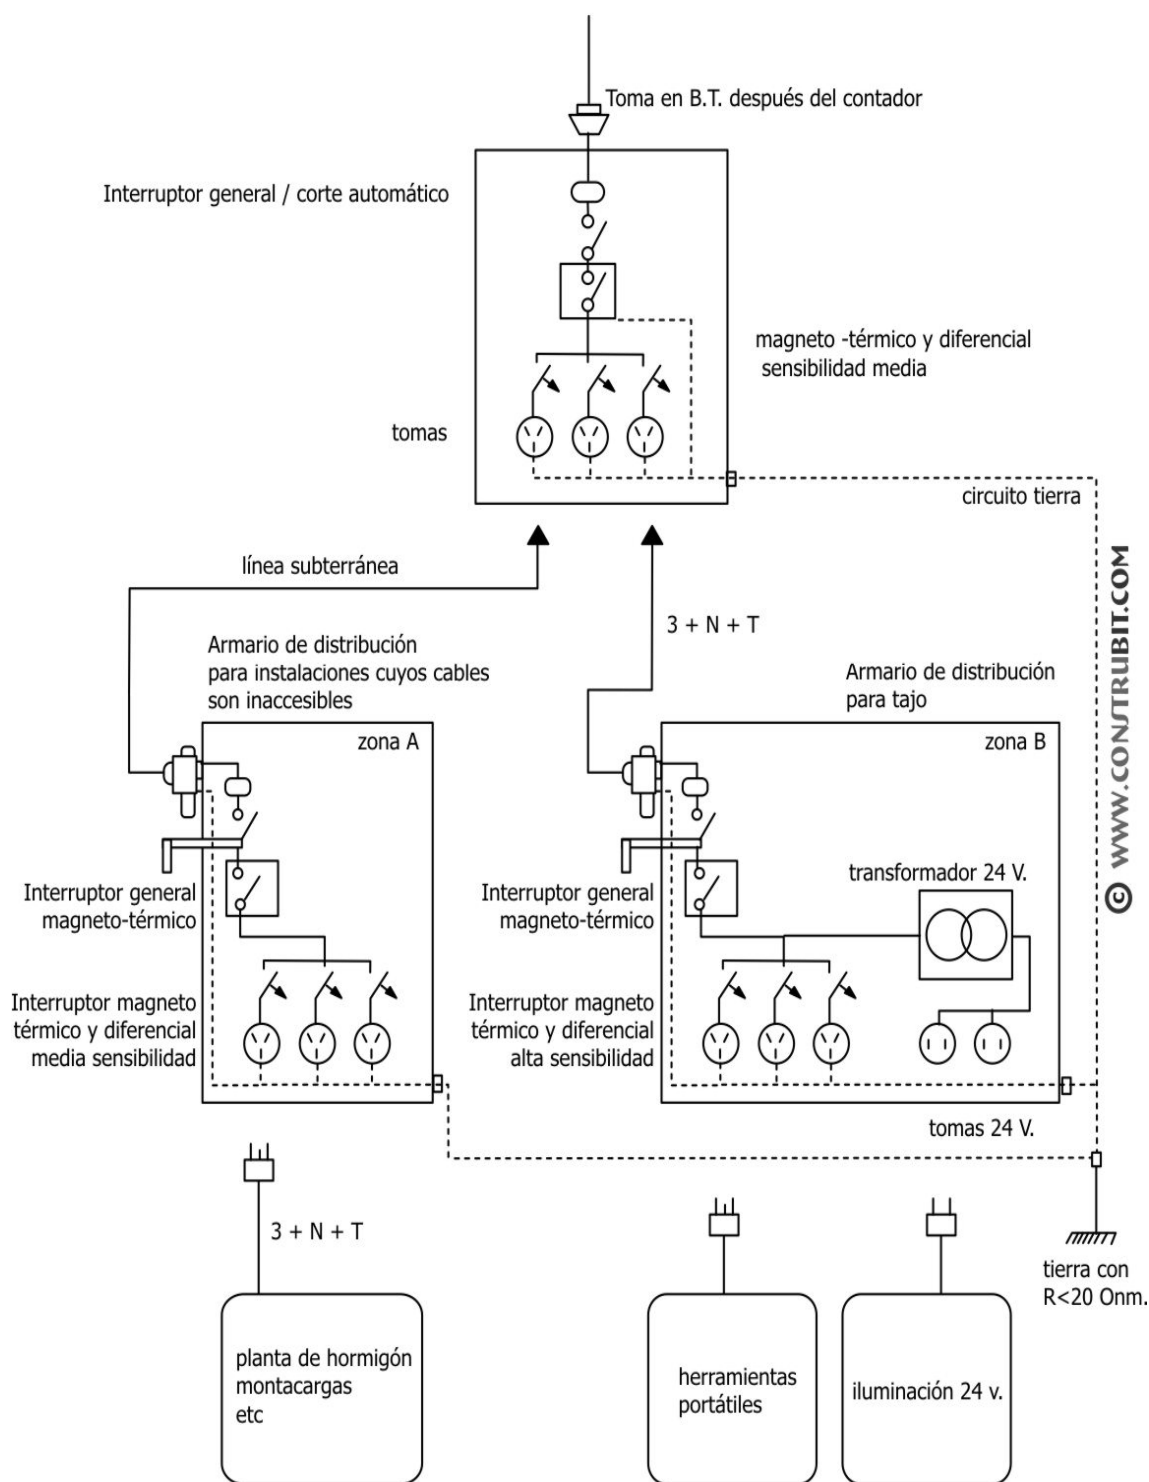 Toma en B.T. después del contador
Interruptor general / corte automático
magneto -térmico y diferencial
sensibilidad media
tomas
circuito tierra
línea subterránea
3 + N + T
Armario de distribución
para instalaciones cuyos cables
son inaccesibles
Armario de distribución
para tajo
zona A
zona B
© WWW.CONSTRUBIT.COM
Interruptor general
magneto-térmico
Interruptor general
magneto-térmico
transformador 24 V.
Interruptor magneto
térmico y diferencial
media sensibilidad
Interruptor magneto
térmico y diferencial
alta sensibilidad
tomas 24 V.
3 + N + T
tierra con
R<20 Onm.
planta de hormigón
montacargas
etc
herramientas
portátiles
iluminación 24 v.